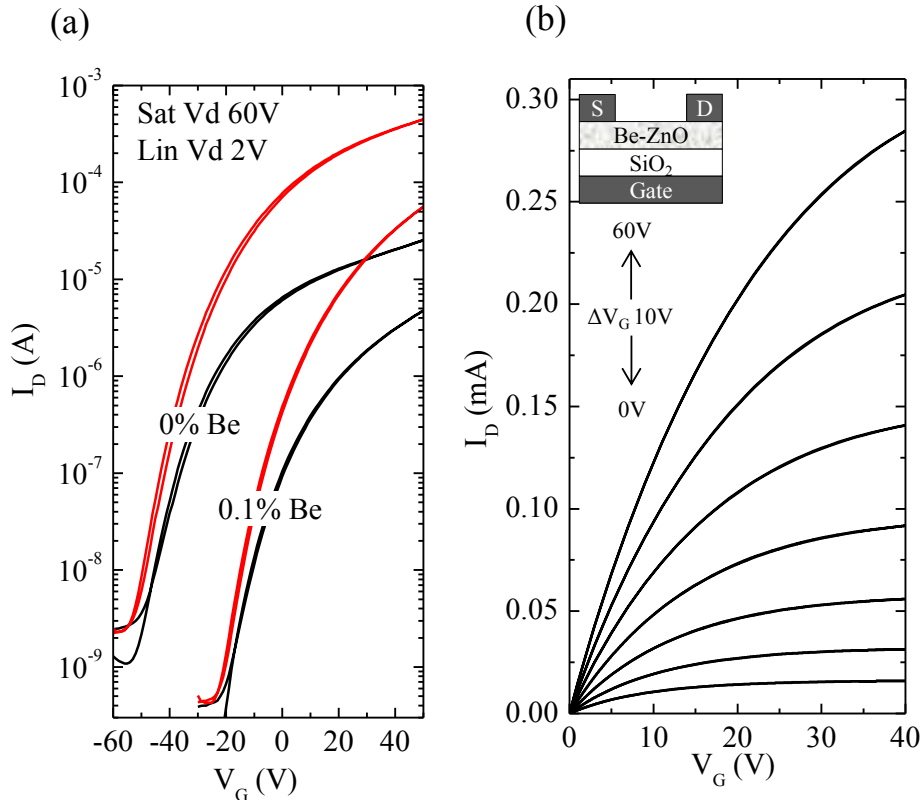 (a)
Sat Vd 60V
Lin Vd 2V
0% Be
0.1% Be
10⁻³
10⁻⁴
10⁻⁵
10⁻⁶
10⁻⁷
10⁻⁸
10⁻⁹
I_D (A)
-60 -40 -20 0 20 40
V_G (V)
(b)
S D
Be-ZnO
SiO₂
Gate
60V
ΔV_G 10V
0V
0.30
0.25
0.20
0.15
0.10
0.05
0.00
I_D (mA)
0 10 20 30 40
V_G (V)